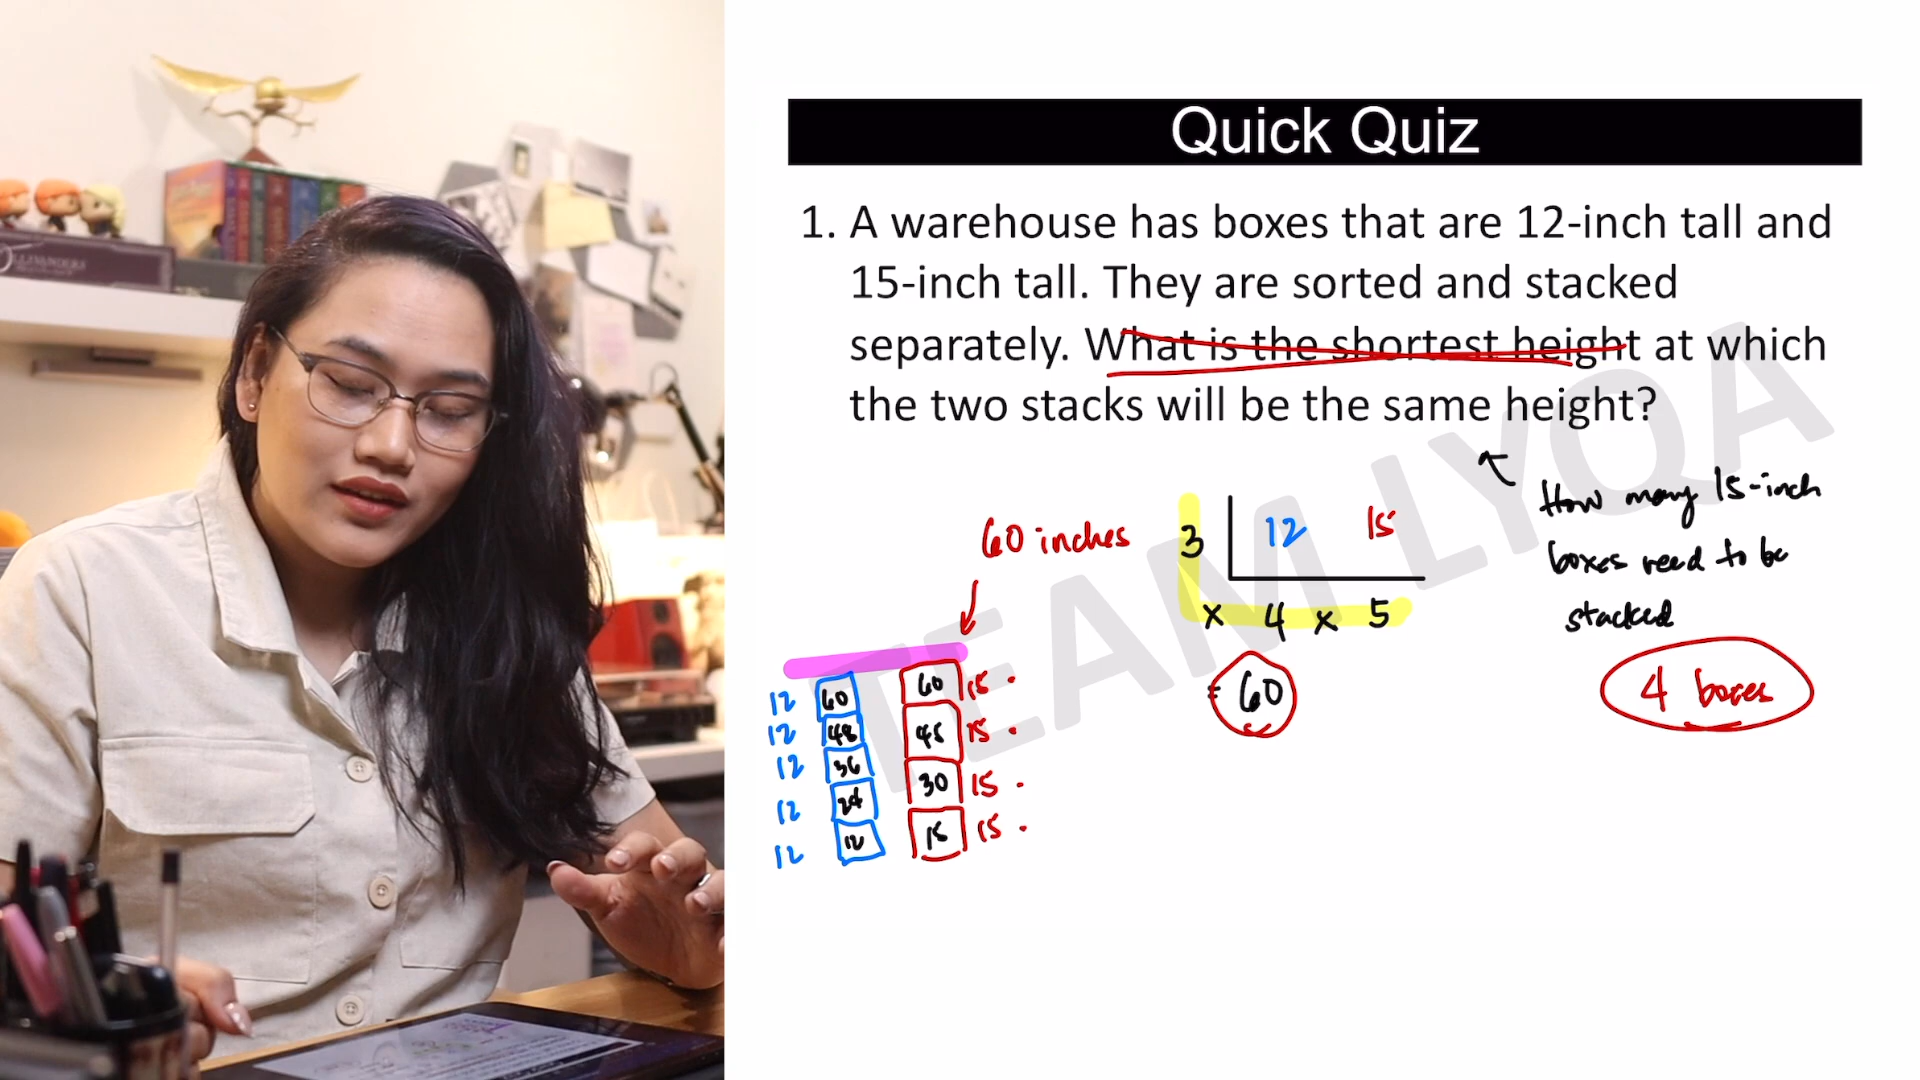 Quick Quiz
1. A warehouse has boxes that are 12-inch tall and
15-inch tall. They are sorted and stacked
separately. What is the shortest height at which
the two stacks will be the same height?
How many 15-inch
boxes need to be
stacked
4 boxes
60 inches
3 12 15
x 4 x 5
= 60
12 60 60 15
12 48 45 15
12 36 30 15
12 24 15
12 12 15
TEAM LYQA
OLLIVANDERS